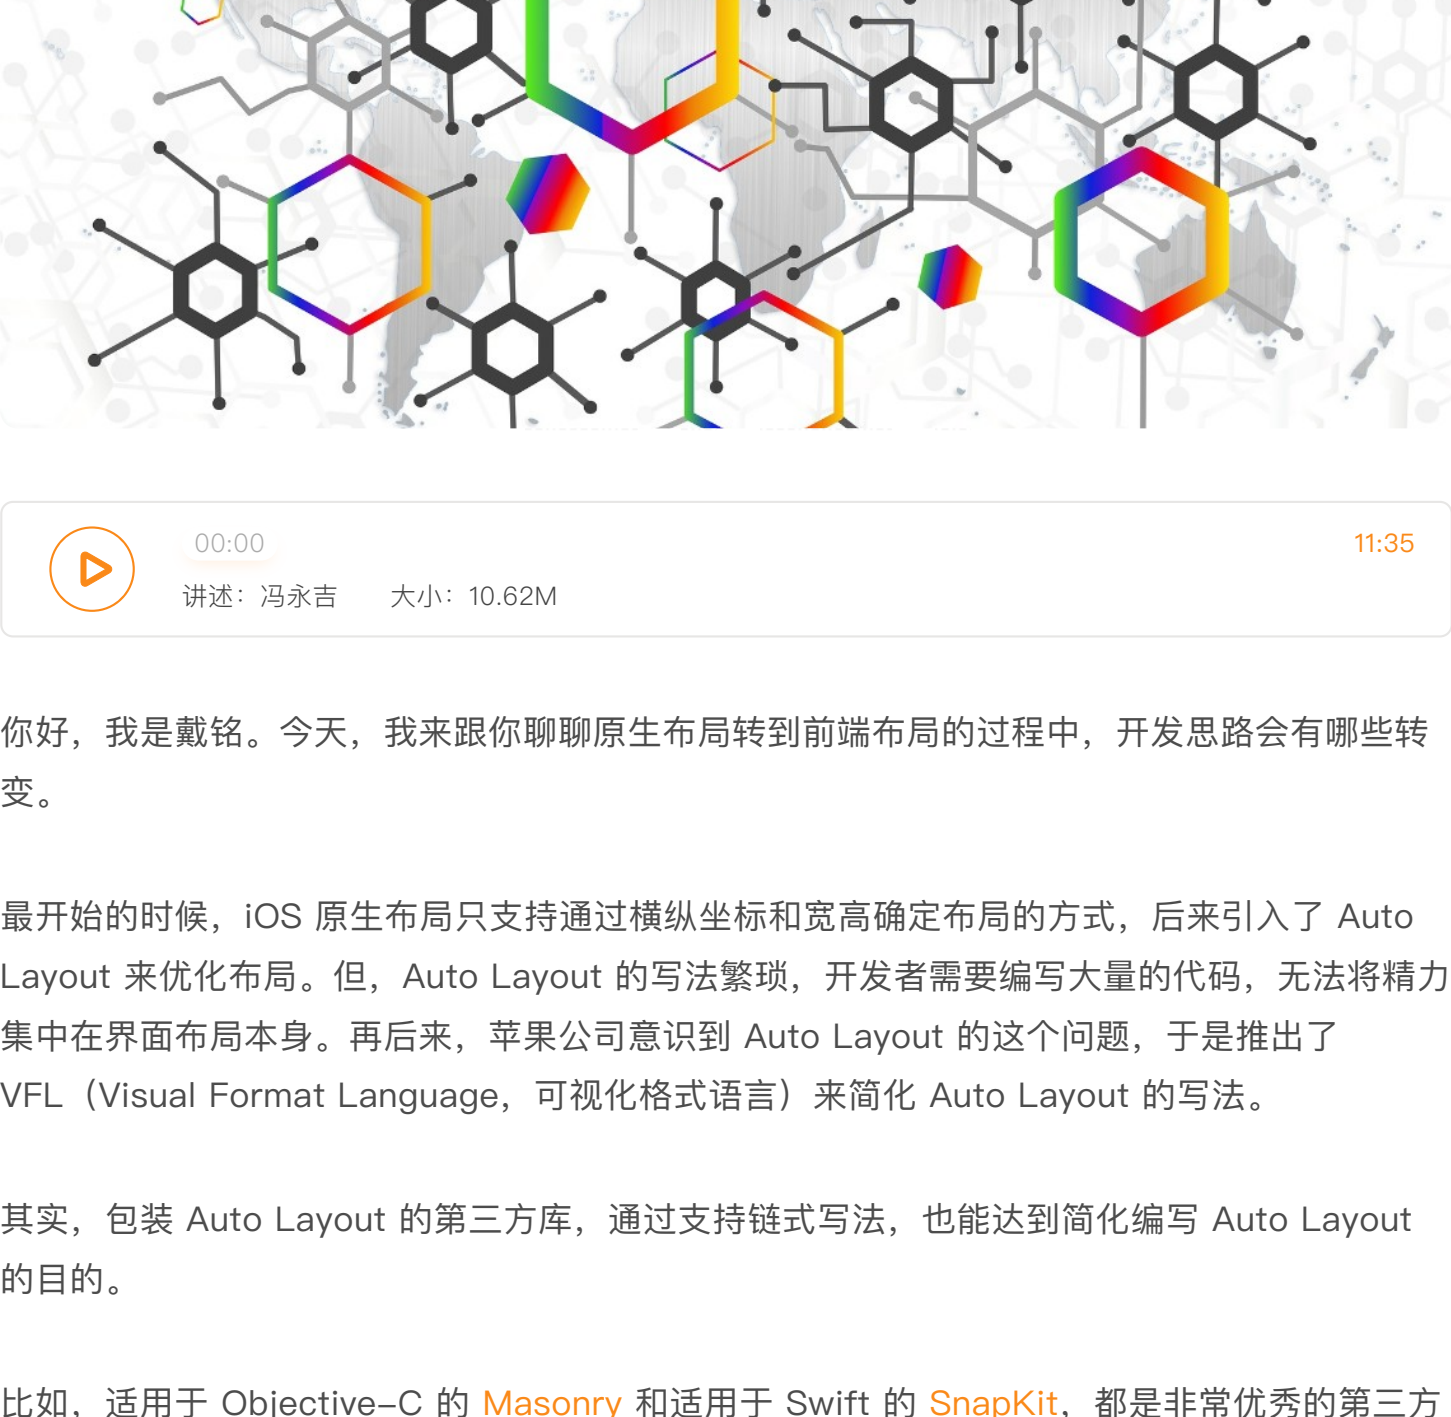 00:00
11:35
讲述：冯永吉 大小：10.62M
你好，我是戴铭。今天，我来跟你聊聊原生布局转到前端布局的过程中，开发思路会有哪些转
变。
最开始的时候，iOS 原生布局只支持通过横纵坐标和宽高确定布局的方式，后来引入了 Auto
Layout 来优化布局。但，Auto Layout 的写法繁琐，开发者需要编写大量的代码，无法将精力
集中在界面布局本身。再后来，苹果公司意识到 Auto Layout 的这个问题，于是推出了
VFL（Visual Format Language，可视化格式语言）来简化 Auto Layout 的写法。
其实，包装 Auto Layout 的第三方库，通过支持链式写法，也能达到简化编写 Auto Layout
的目的。
比如，适用于 Objective-C 的 Masonry 和适用于 Swift 的 SnapKit，都是非常优秀的第三方